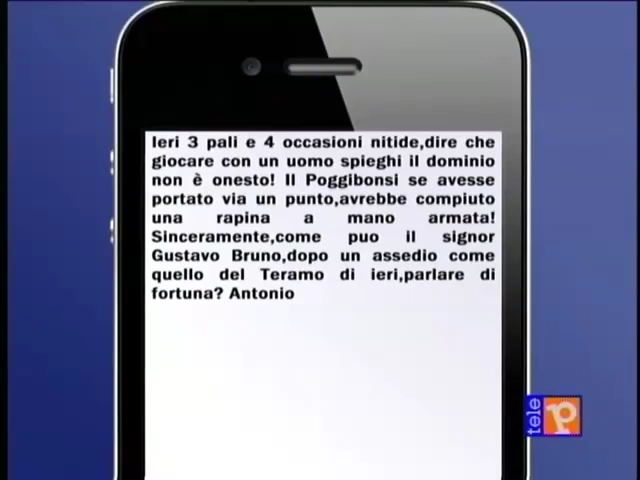 Ieri 3 pali e 4 occasioni nitide,dire che
giocare con un uomo spieghi il dominio
non è onesto! Il Poggibonsi se avesse
portato via un punto,avrebbe compiuto
una rapina a mano armata!
Sinceramente,come puo il signor
Gustavo Bruno,dopo un assedio come
quello del Teramo di ieri,parlare di
fortuna? Antonio
tele p